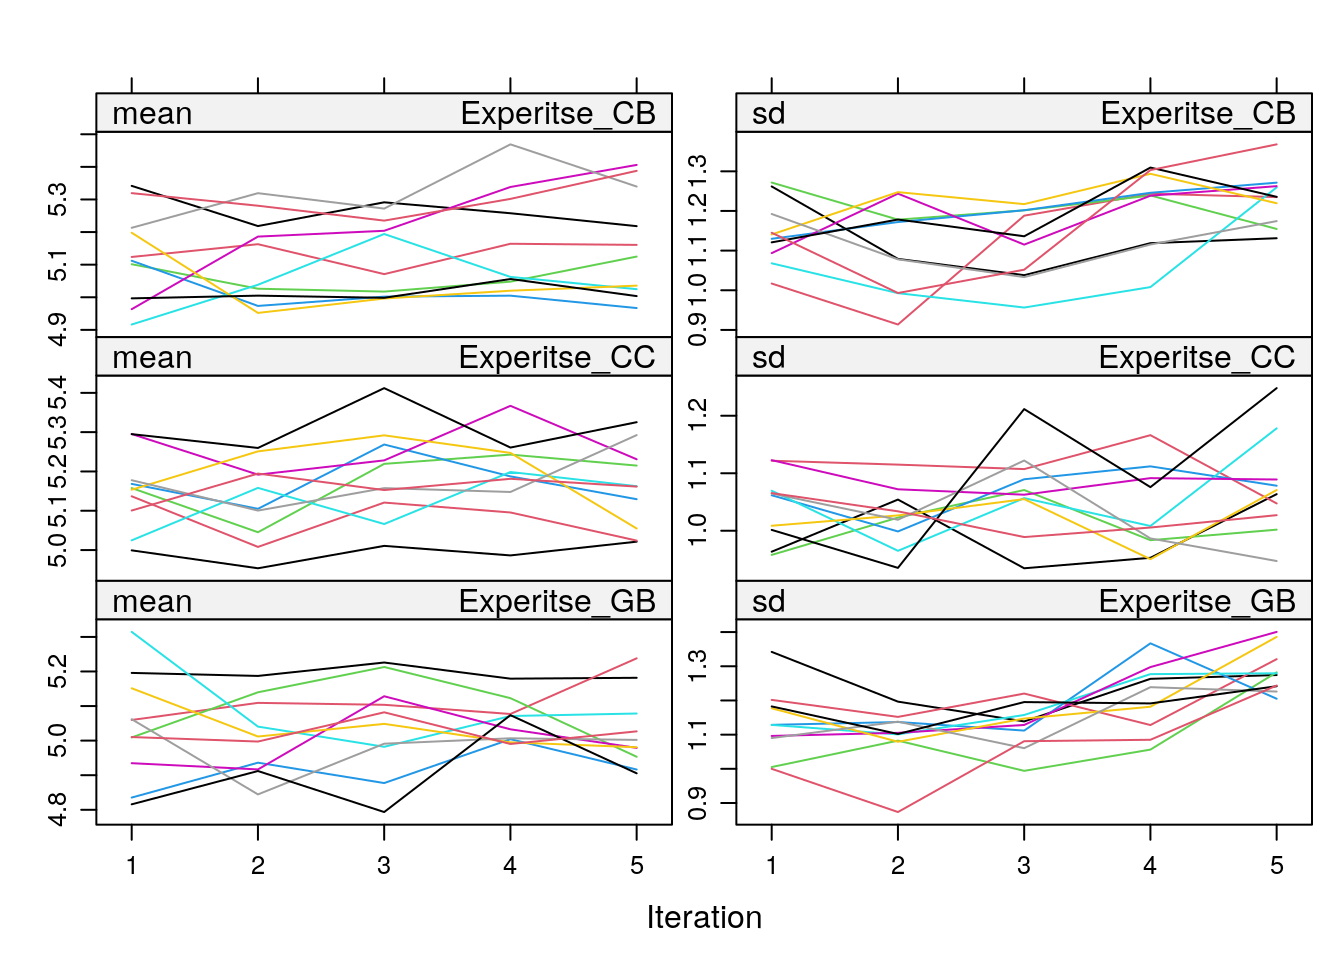 mean Experitse_CB
sd Experitse_CB
5.3
5.1
4.9
1.3
1.2
1.1
1.0
0.9
mean Experitse_CC
sd Experitse_CC
5.4
5.3
5.2
5.1
5.0
1.2
1.1
1.0
mean Experitse_GB
sd Experitse_GB
5.2
5.0
4.8
1.3
1.1
0.9
1 2 3 4 5
1 2 3 4 5
Iteration